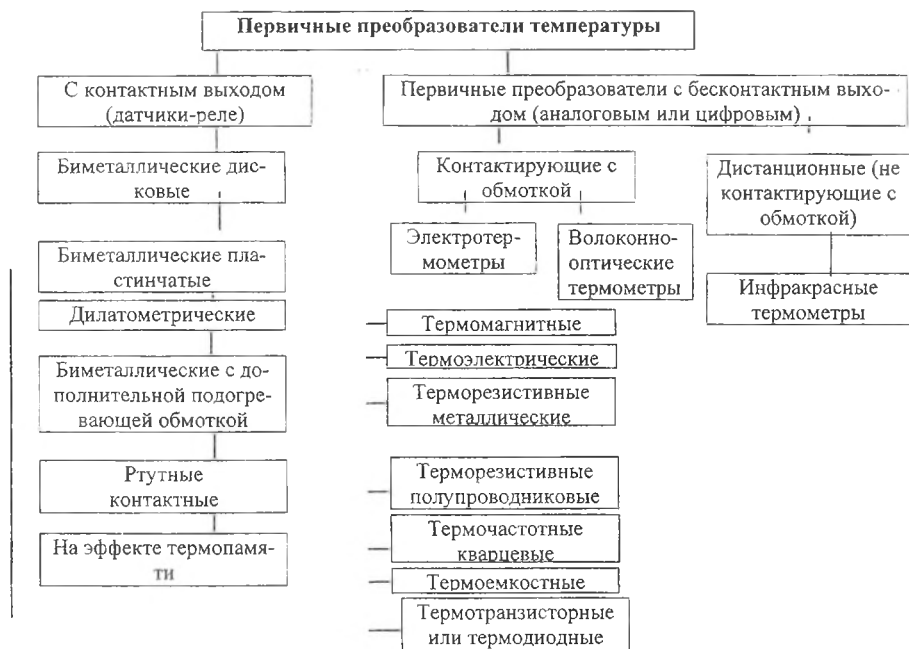 Первичные преобразователи температуры
С контактным выходом
(датчики-реле)
Первичные преобразователи с бесконтактным выхо-
дом (аналоговым или цифровым)
Биметаллические дис-
ковые
Контактирующие с
обмоткой
Дистанционные (не
контактирующие с
обмоткой)
Электротер-
мометры
Волоконно-
оптические
термометры
Биметаллические пла-
стинчатые
Инфракрасные
термометры
Дилатометрические
Термомагнитные
Термоэлектрические
Биметаллические с до-
полнительной подогре-
вающей обмоткой
Терморезистивные
металлические
Ртутные
контактные
Терморезистивные
полупроводниковые
Термочастотные
кварцевые
На эффекте термопамя-
ти
Термоемкостные
Термотранзисторные
или термодиодные